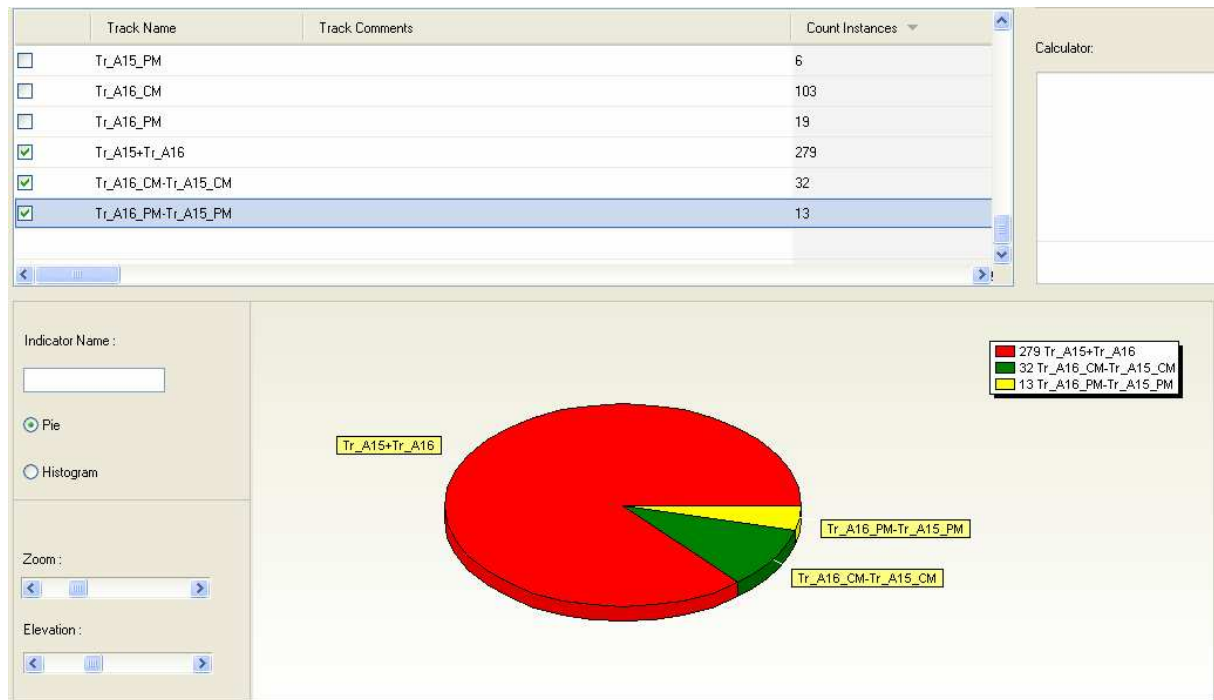 Track Name Track Comments Count Instances
Tr_A15_PM 6
Tr_A16_CM 103
Tr_A16_PM 19
Tr_A15+Tr_A16 279
Tr_A16_CM-Tr_A15_CM 32
Tr_A16_PM-Tr_A15_PM 13
Calculator:
Indicator Name :
Pie
Histogram
Zoom :
Elevation :
279 Tr_A15+Tr_A16
32 Tr_A16_CM-Tr_A15_CM
13 Tr_A16_PM-Tr_A15_PM
Tr_A15+Tr_A16
Tr_A16_PM-Tr_A15_PM
Tr_A16_CM-Tr_A15_CM